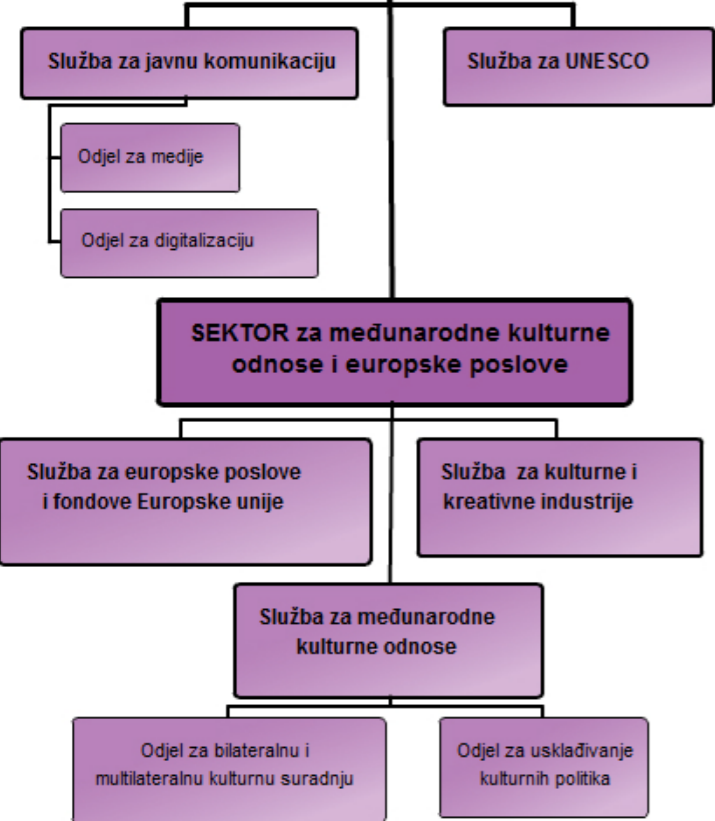 Služba za javnu komunikaciju
Služba za UNESCO
Odjel za medije
Odjel za digitalizaciju
SEKTOR za međunarodne kulturne
odnose i europske poslove
Služba za europske poslove
i fondove Europske unije
Služba za kulturne i
kreativne industrije
Služba za međunarodne
kulturne odnose
Odjel za bilateralnu i
multilateralnu kulturnu suradnju
Odjel za usklađivanje
kulturnih politika